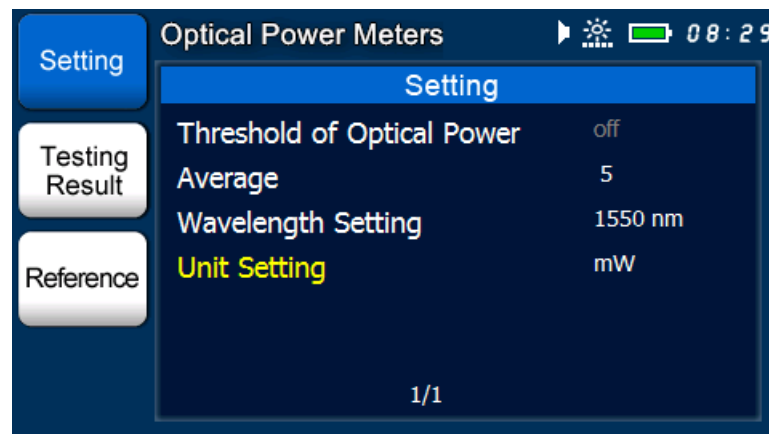 Setting
Optical Power Meters
08:29
Setting
Threshold of Optical Power off
Average 5
Wavelength Setting 1550 nm
Unit Setting mW
Testing
Result
Reference
1/1